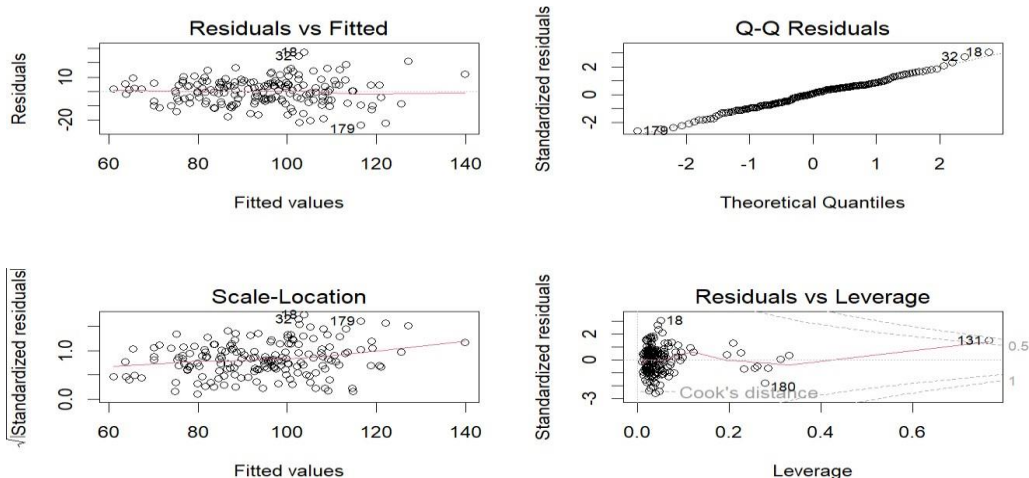 Residuals vs Fitted
Residuals
10
-20
18
32
179
60 80 100 120 140
Fitted values
Q-Q Residuals
Standardized residuals
2
0
-2
32 18
179
-2 -1 0 1 2
Theoretical Quantiles
Scale-Location
√|Standardized residuals|
1.0
0.0
18
32
179
60 80 100 120 140
Fitted values
Residuals vs Leverage
Standardized residuals
2
0
-3
18
131
180
0.5
1
Cook's distance
0.0 0.2 0.4 0.6
Leverage